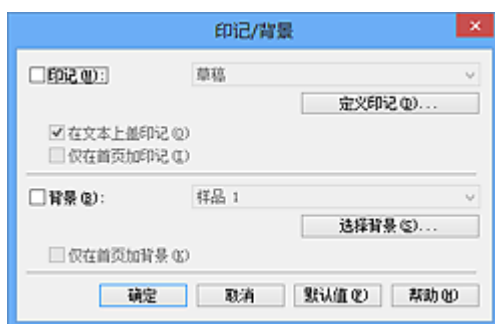 印记/背景
印记(W): 草稿
定义印记(D)...
在文本上盖印记(O)
仅在首页加印记(I)
背景(B): 样品 1
选择背景(S)...
仅在首页加背景(K)
确定 取消 默认值(F) 帮助(H)